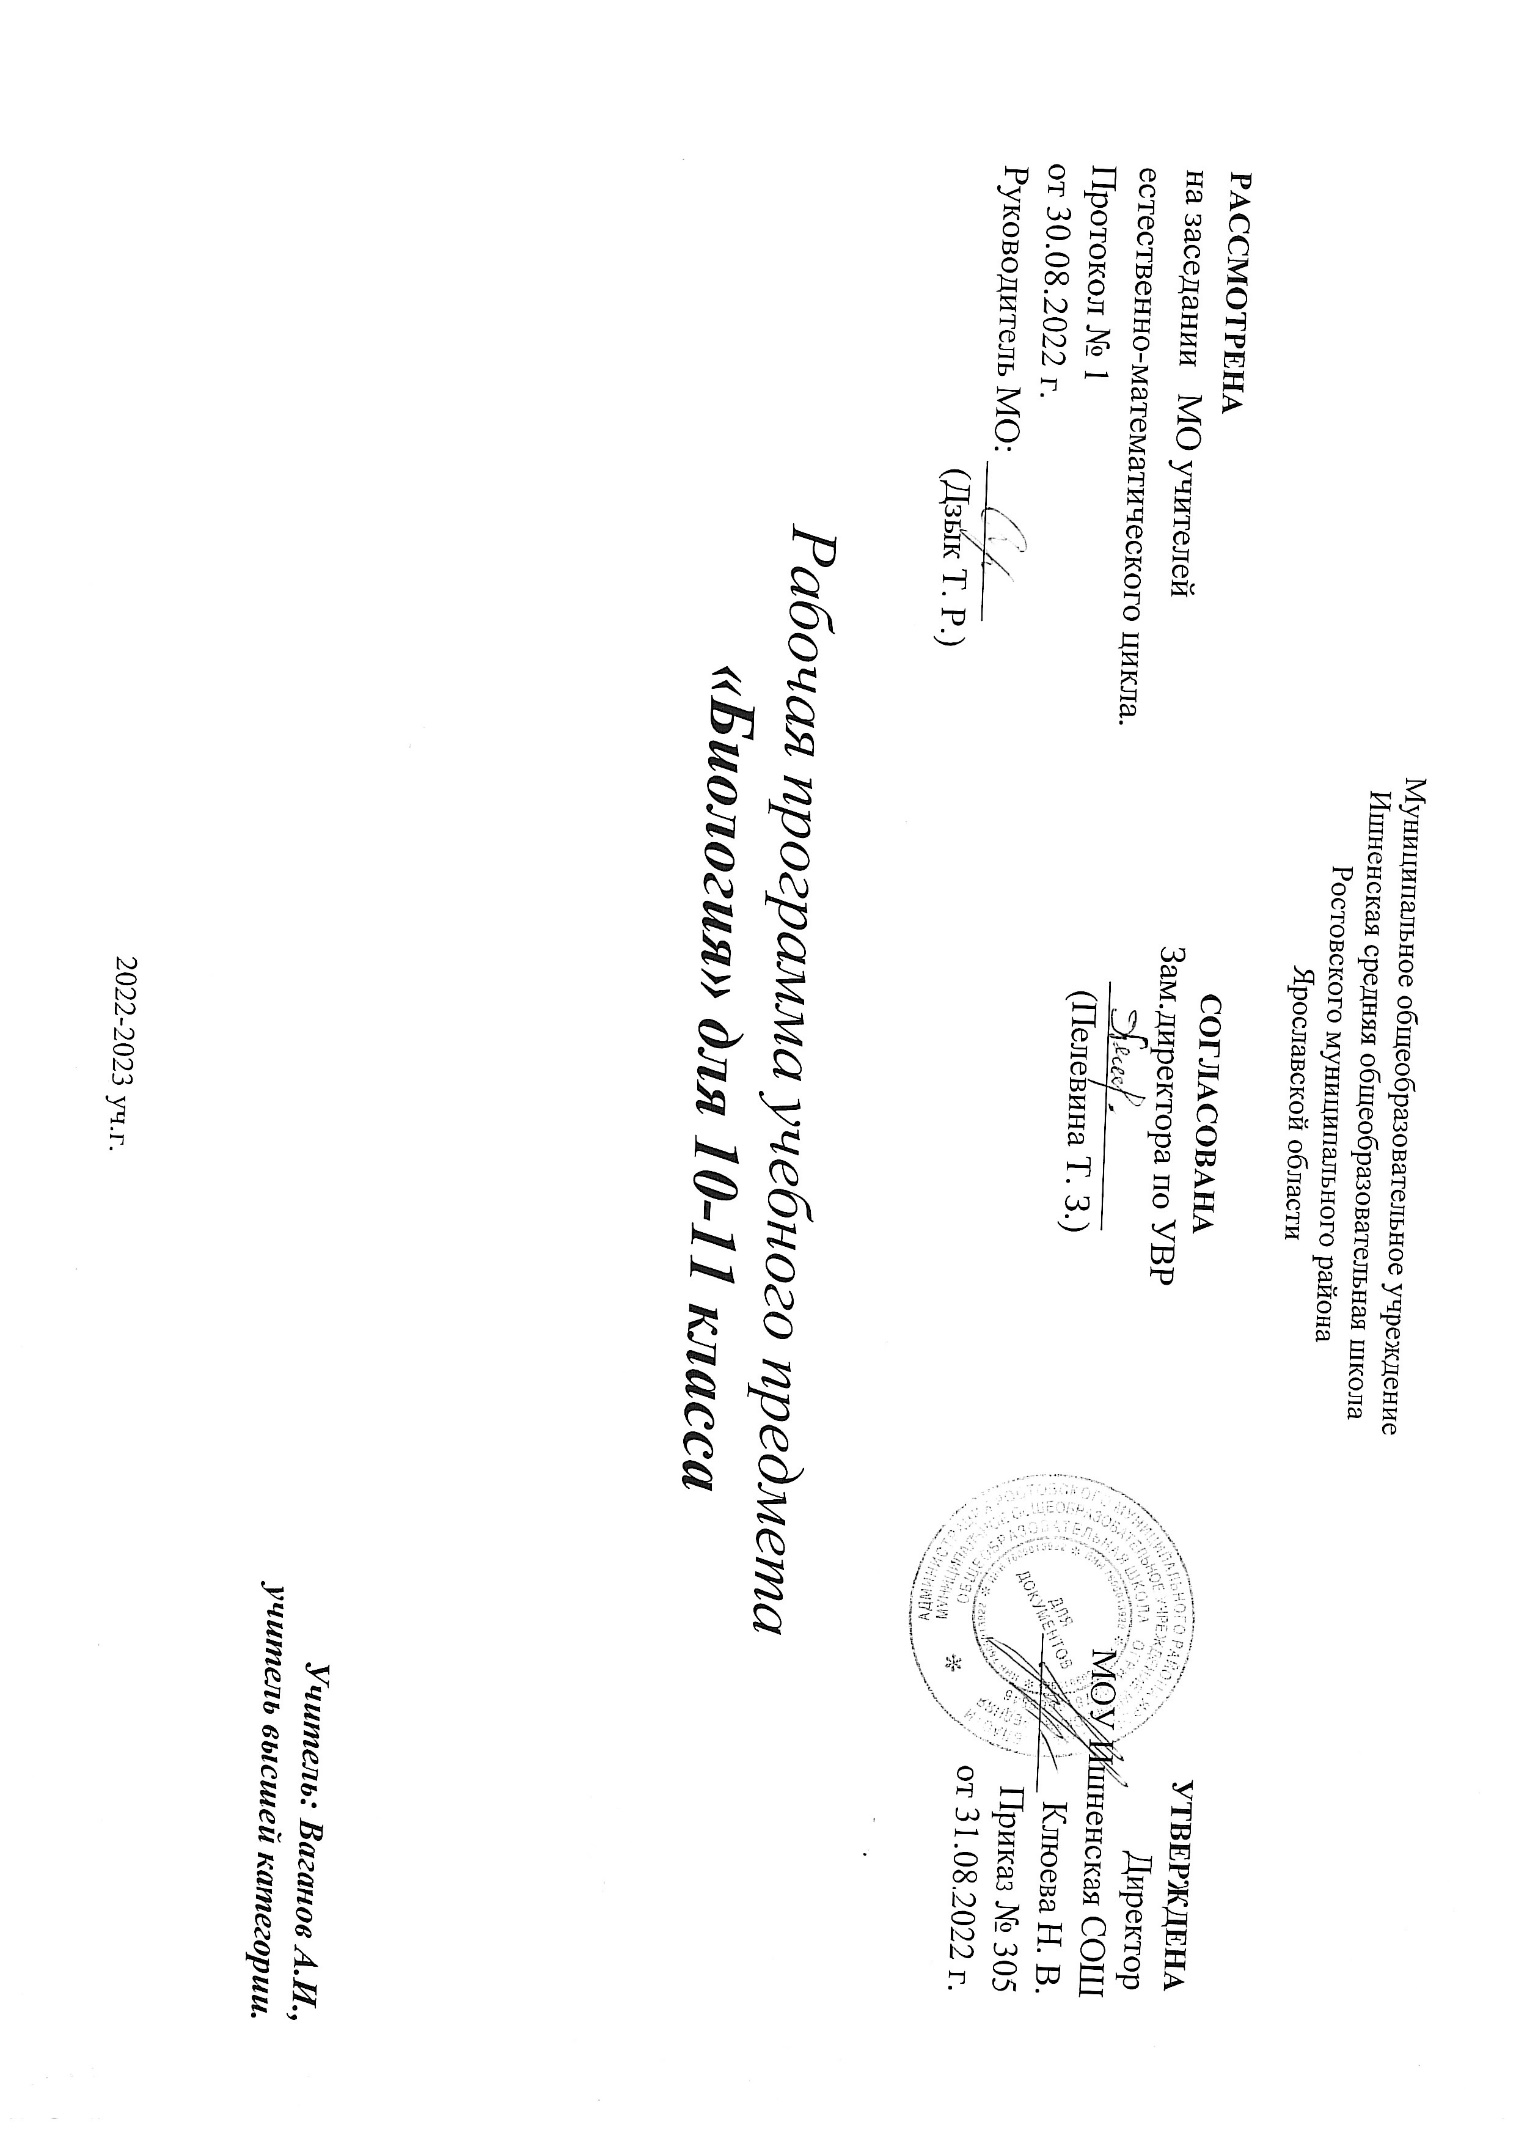 Муниципальное общеобразовательное учреждение
Ишненская средняя общеобразовательная школа
Ростовского муниципального района
Ярославской области
РАССМОТРЕНА
на заседании МО учителей
естественно-математического цикла.
Протокол № 1
от 30.08.2022 г.
Руководитель МО:
(Дзык Т. Р.)
СОГЛАСОВАНА
Зам.директора по УВР
(Пелевина Т. З.)
УТВЕРЖДЕНА
Директор
МОУ Ишненская СОШ
Клюева Н. В.
Приказ № 305
от 31.08.2022 г.
ДЛЯ
ДОКУМЕНТОВ
Рабочая программа учебного предмета
«Биология» для 10-11 класса
Учитель: Ваганов А.И.,
учитель высшей категории.
2022-2023 уч.г.